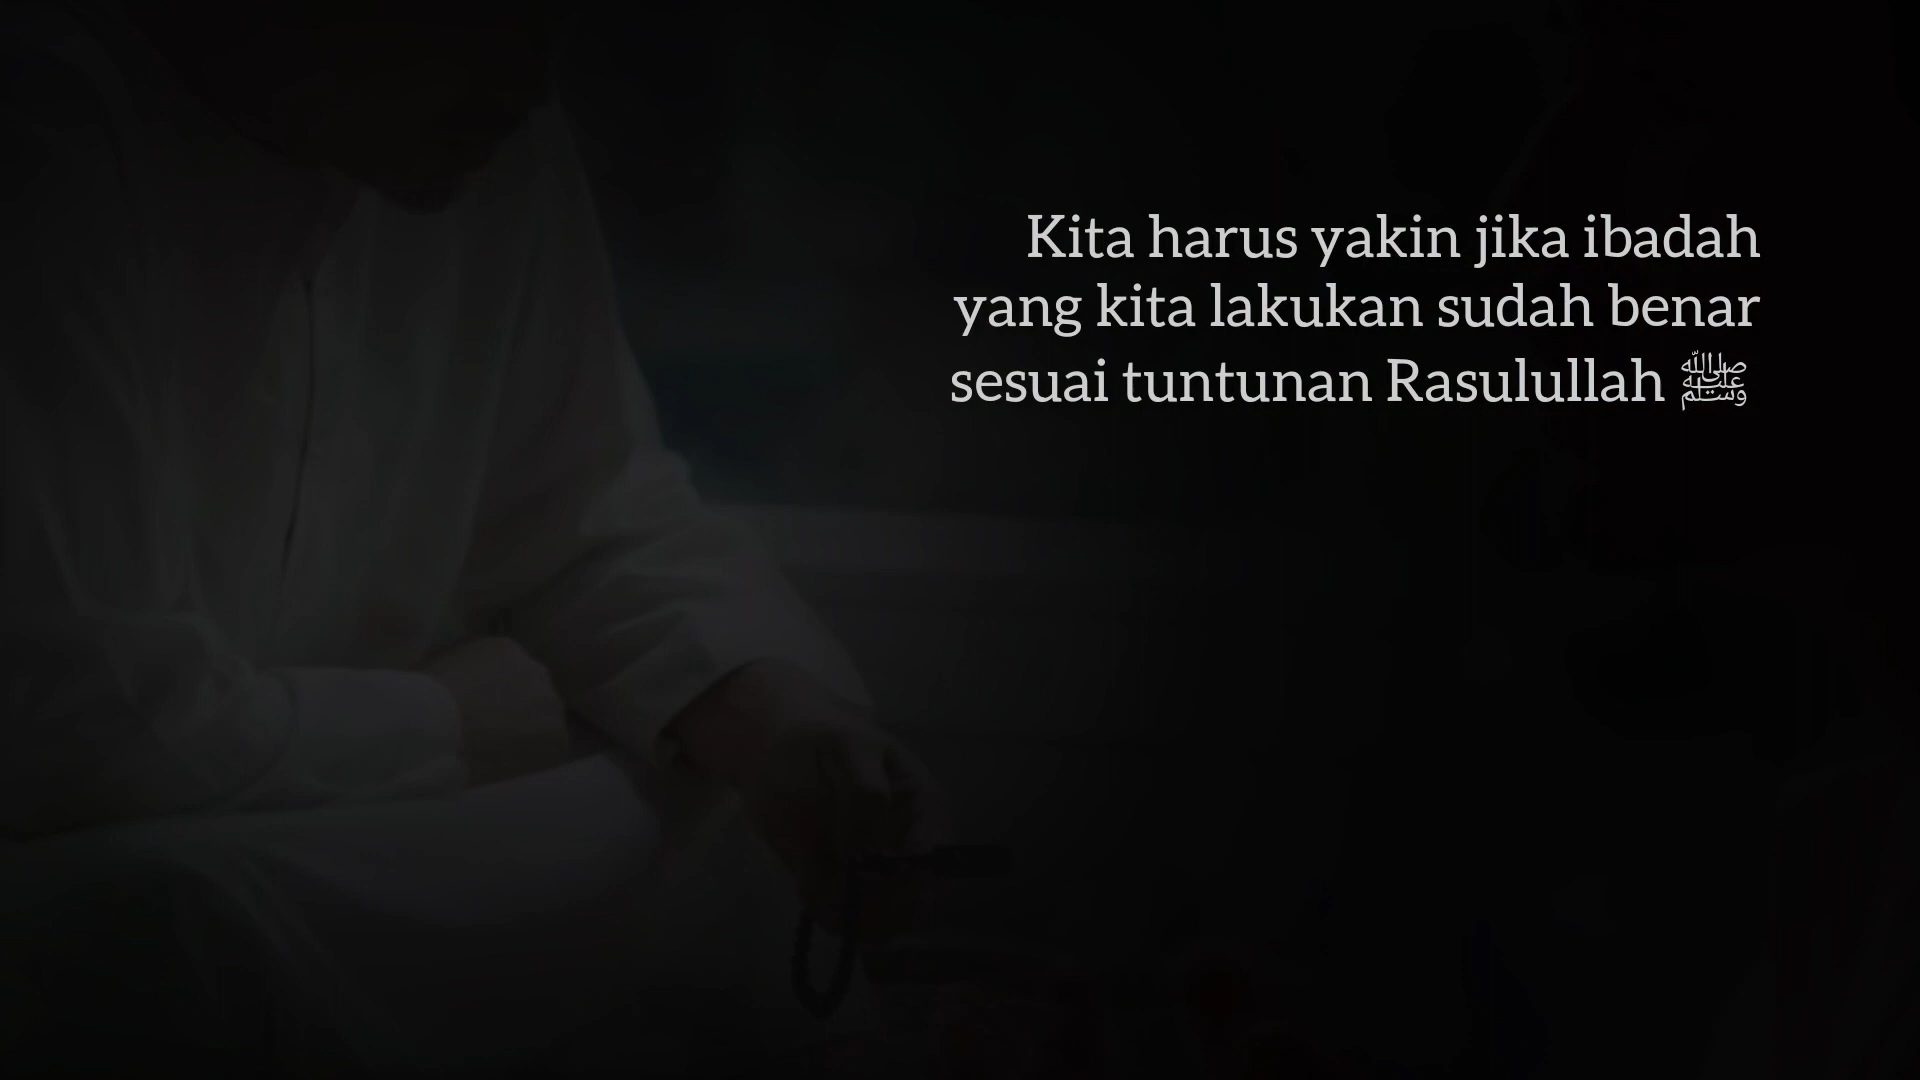 Kita harus yakin jika ibadah
yang kita lakukan sudah benar
sesuai tuntunan Rasulullah ﷺ